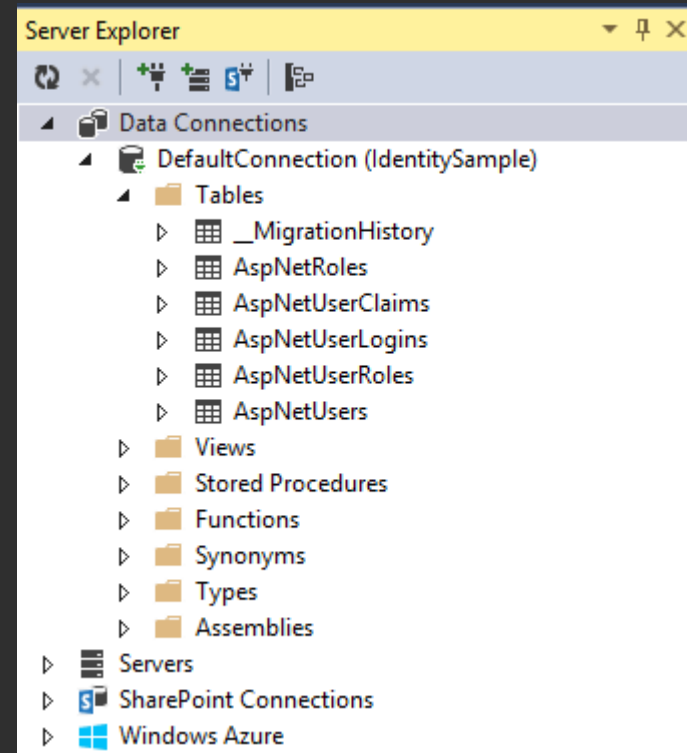 Server Explorer
Data Connections
DefaultConnection (IdentitySample)
Tables
__MigrationHistory
AspNetRoles
AspNetUserClaims
AspNetUserLogins
AspNetUserRoles
AspNetUsers
Views
Stored Procedures
Functions
Synonyms
Types
Assemblies
Servers
SharePoint Connections
Windows Azure